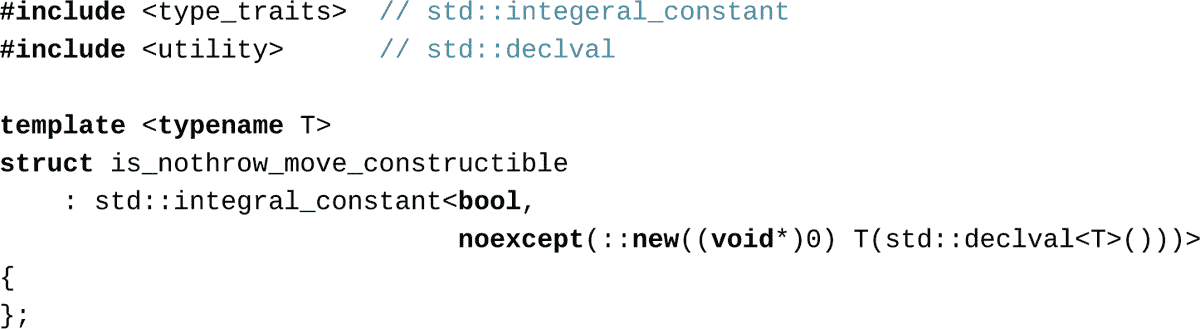 #include <type_traits>  // std::integeral_constant
#include <utility>      // std::declval
template <typename T>
struct is_nothrow_move_constructible
    : std::integral_constant<bool,
                             noexcept(::new((void*)0) T(std::declval<T>()))>
{
};